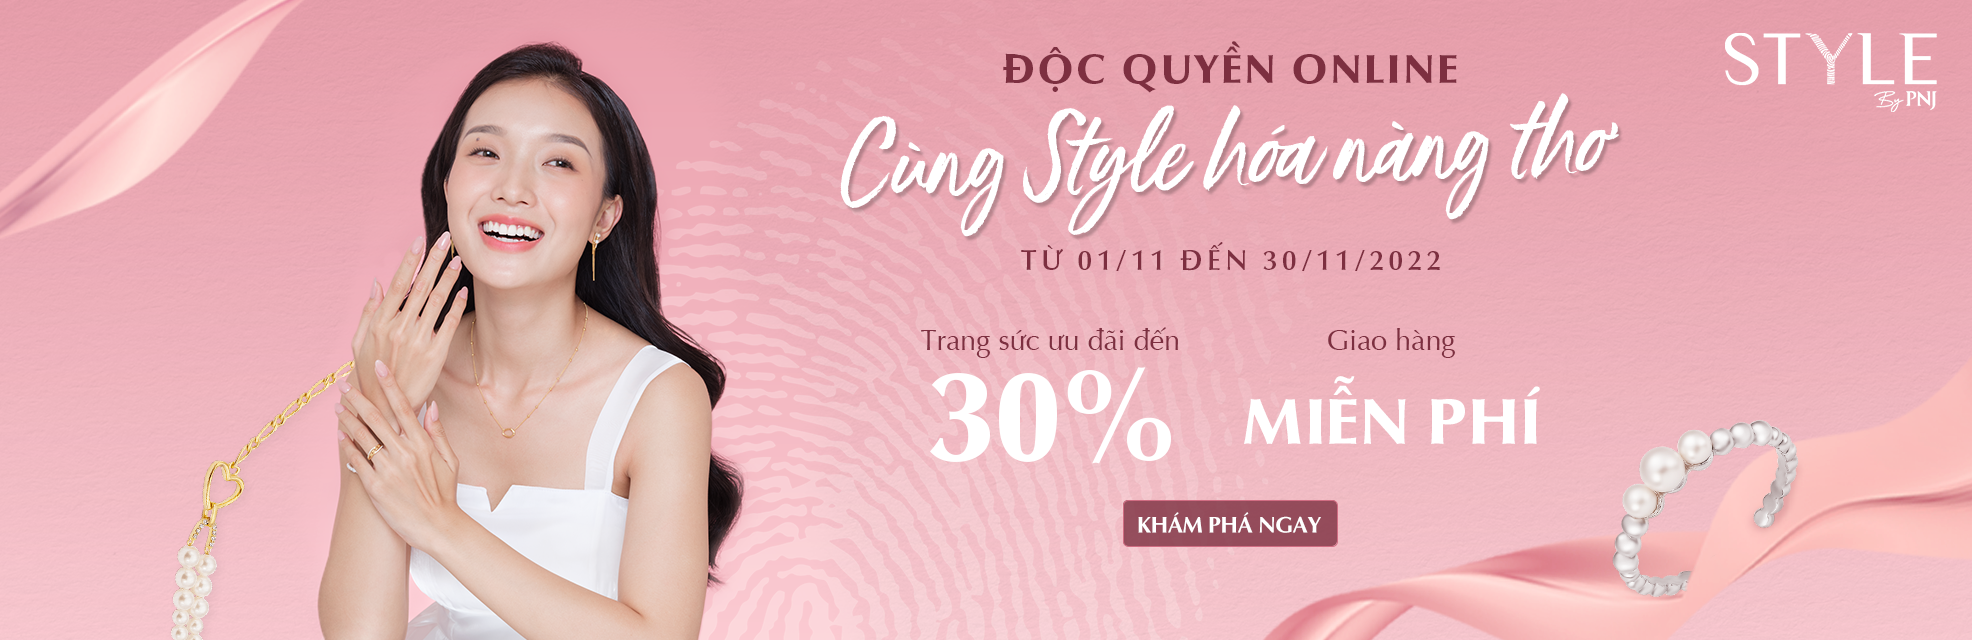 ĐỘC QUYỀN ONLINE
Cùng Style hóa nàng thơ
TỪ 01/11 ĐẾN 30/11/2022
Trang sức ưu đãi đến
30%
Giao hàng
MIỄN PHÍ
KHÁM PHÁ NGAY
STYLE
By PNJ